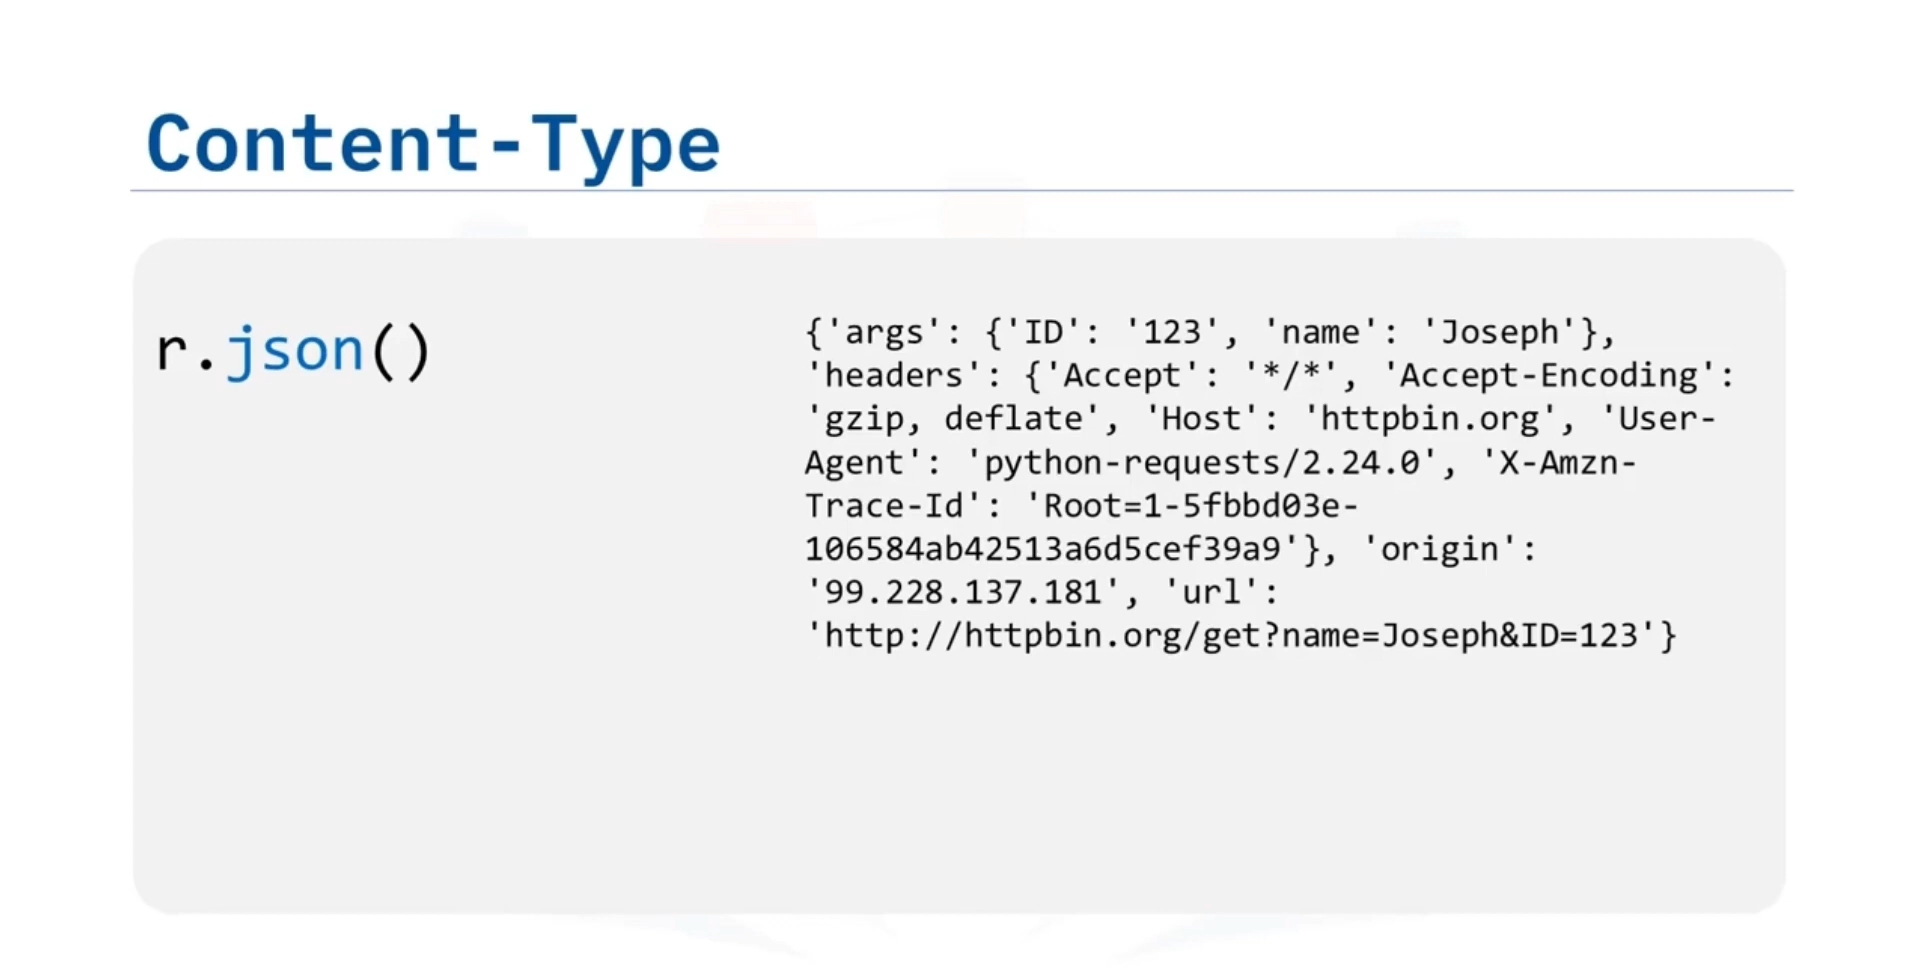 Content-Type
r.json()
{'args': {'ID': '123', 'name': 'Joseph'},
'headers': {'Accept': '*/*', 'Accept-Encoding':
'gzip, deflate', 'Host': 'httpbin.org', 'User-
Agent': 'python-requests/2.24.0', 'X-Amzn-
Trace-Id': 'Root=1-5fbbd03e-
106584ab42513a6d5cef39a9'}, 'origin':
'99.228.137.181', 'url':
'http://httpbin.org/get?name=Joseph&ID=123'}